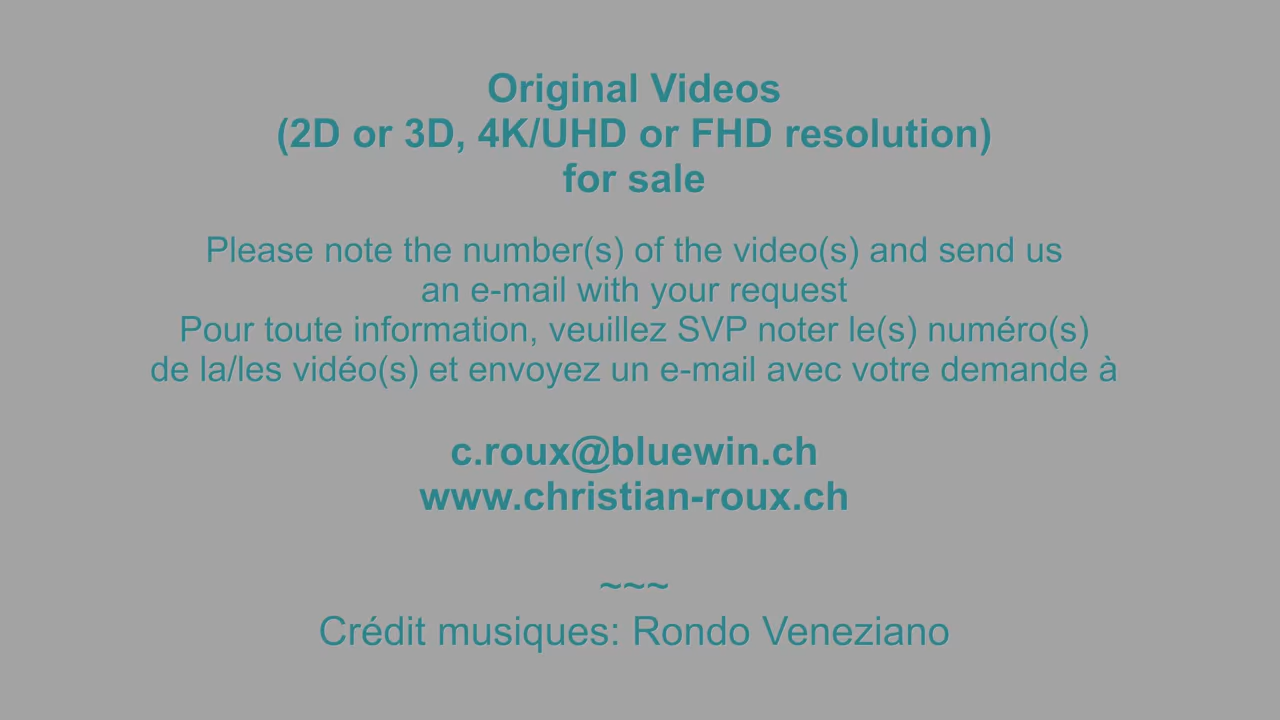 Original Videos
(2D or 3D, 4K/UHD or FHD resolution)
for sale
Please note the number(s) of the video(s) and send us
an e-mail with your request
Pour toute information, veuillez SVP noter le(s) numéro(s)
de la/les vidéo(s) et envoyez un e-mail avec votre demande à
c.roux@bluewin.ch
www.christian-roux.ch
~~~
Crédit musiques: Rondo Veneziano